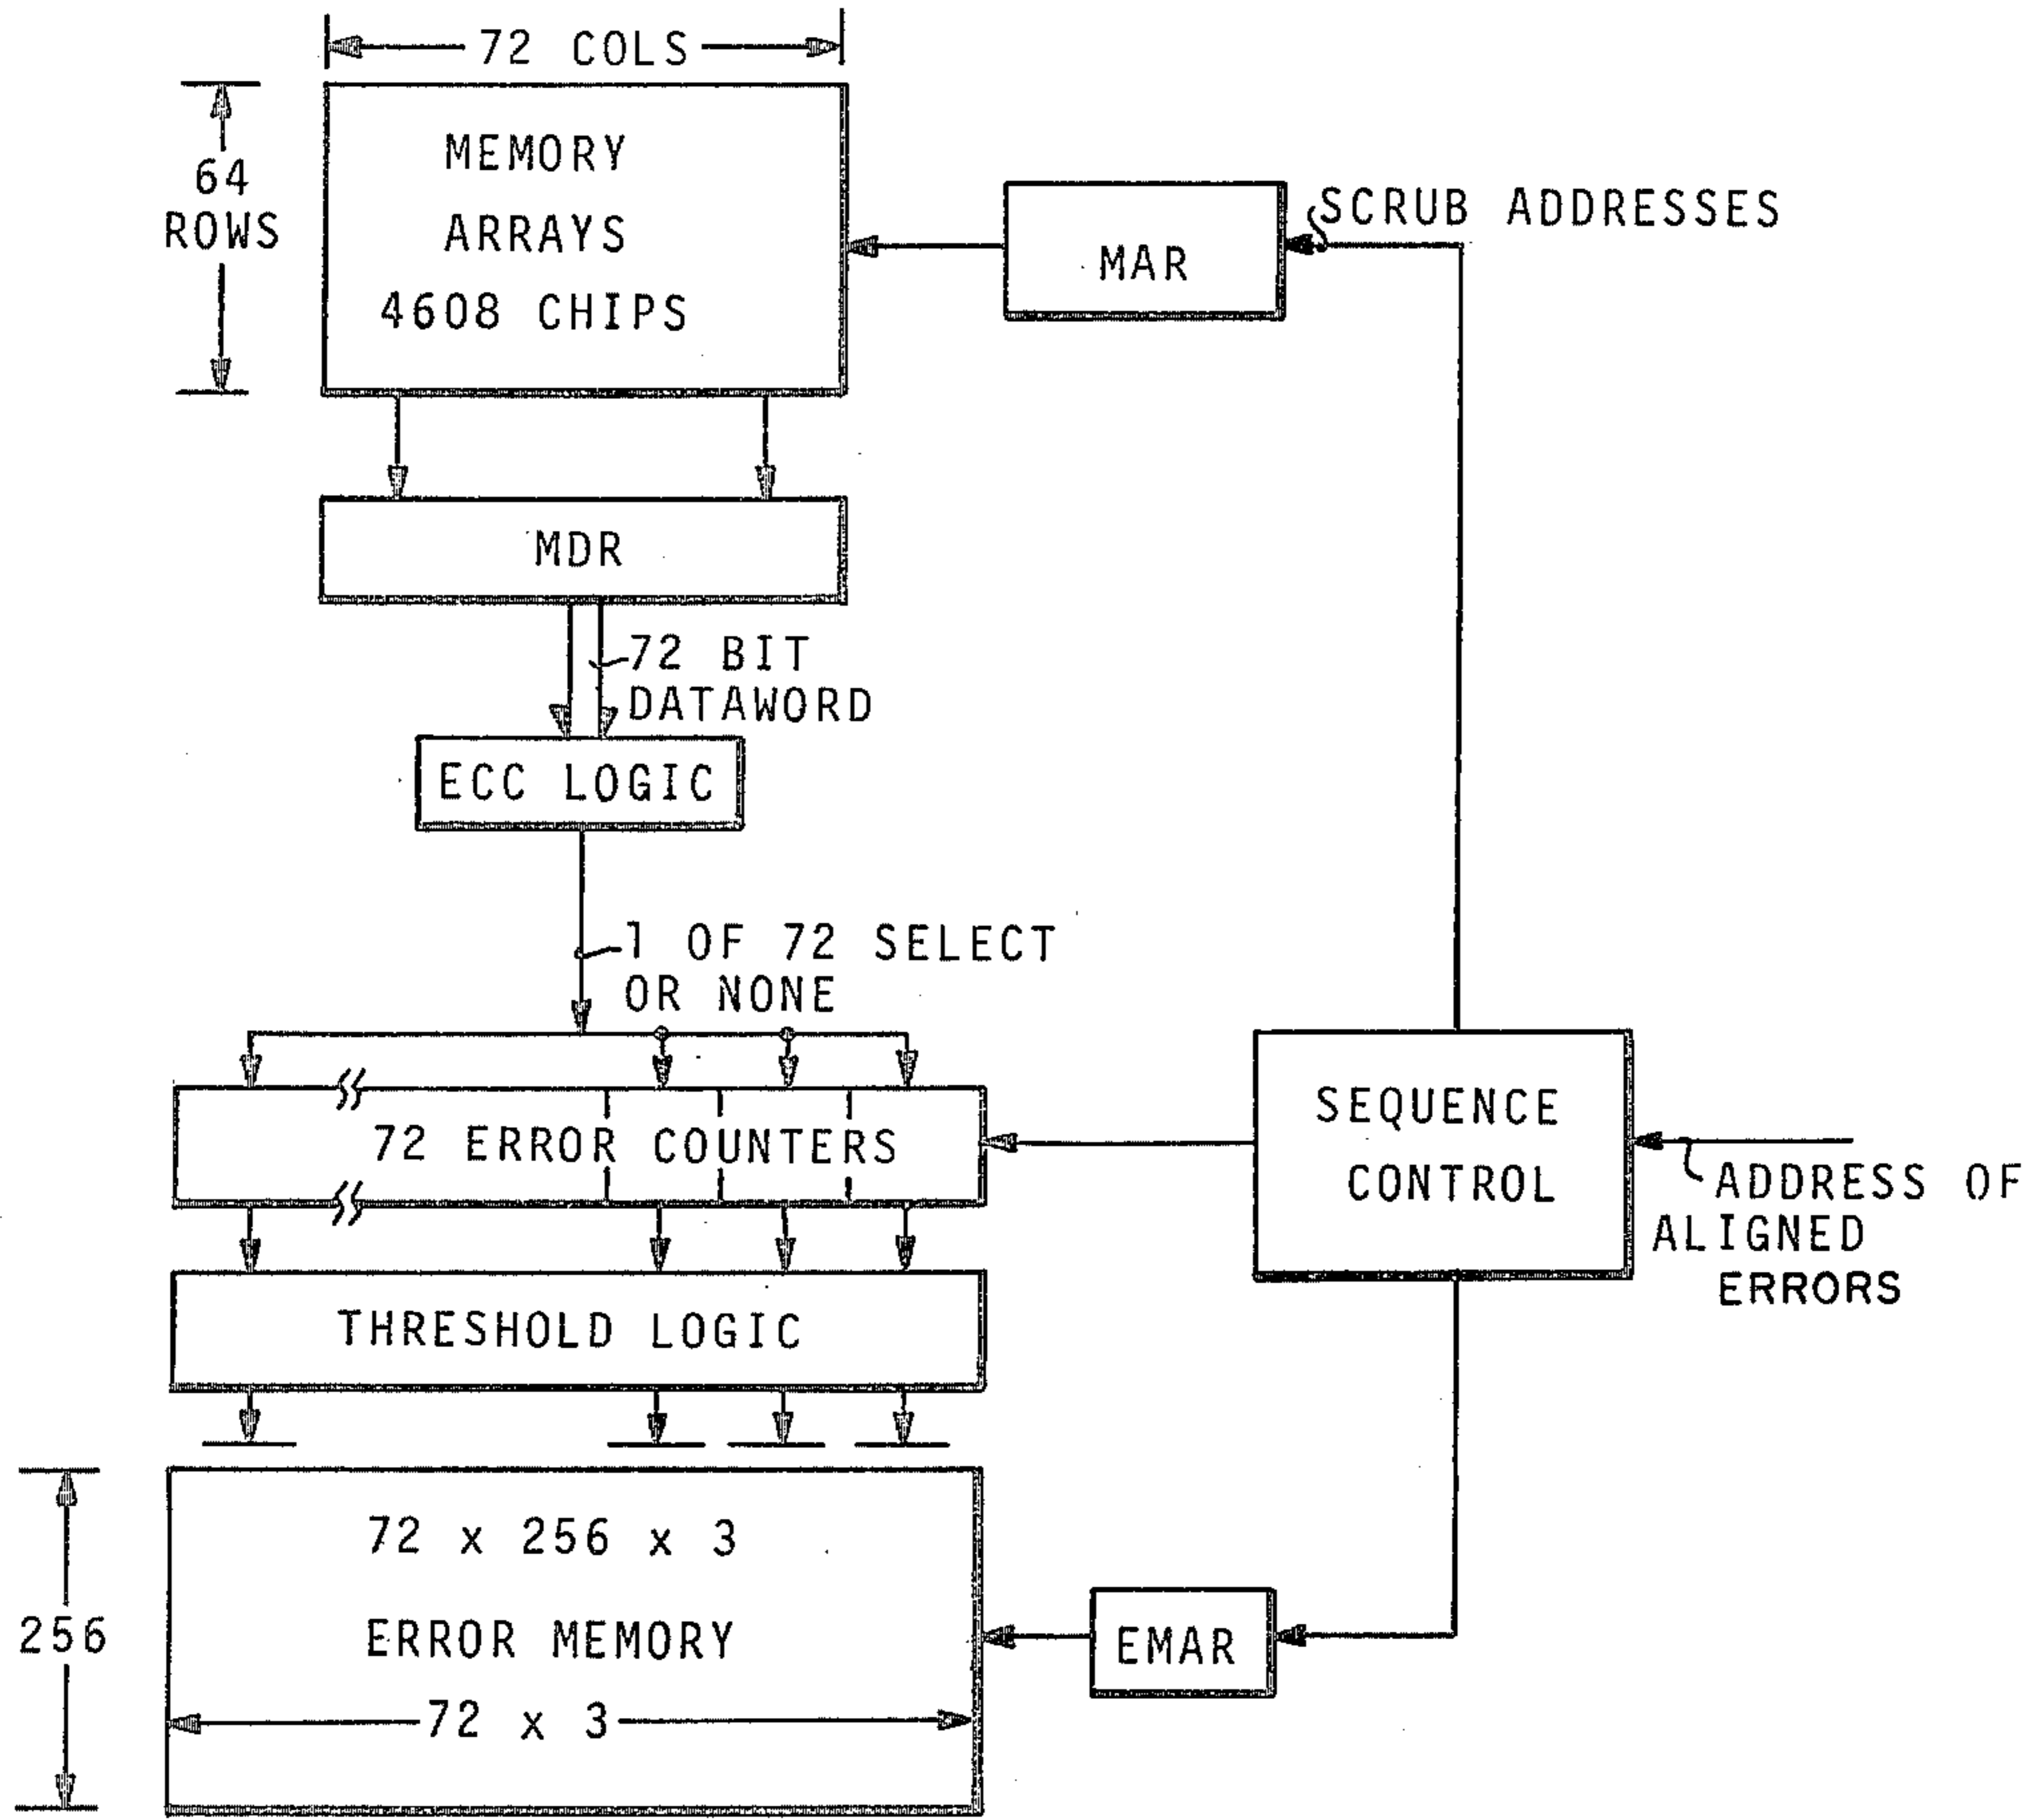 72 COLS
64
ROWS
MEMORY
ARRAYS
4608 CHIPS
MAR
SCRUB ADDRESSES
MDR
72 BIT
DATAWORD
ECC LOGIC
1 OF 72 SELECT
OR NONE
72 ERROR COUNTERS
SEQUENCE
CONTROL
ADDRESS OF
ALIGNED
ERRORS
THRESHOLD LOGIC
72 x 256 x 3
ERROR MEMORY
72 x 3
256
EMAR